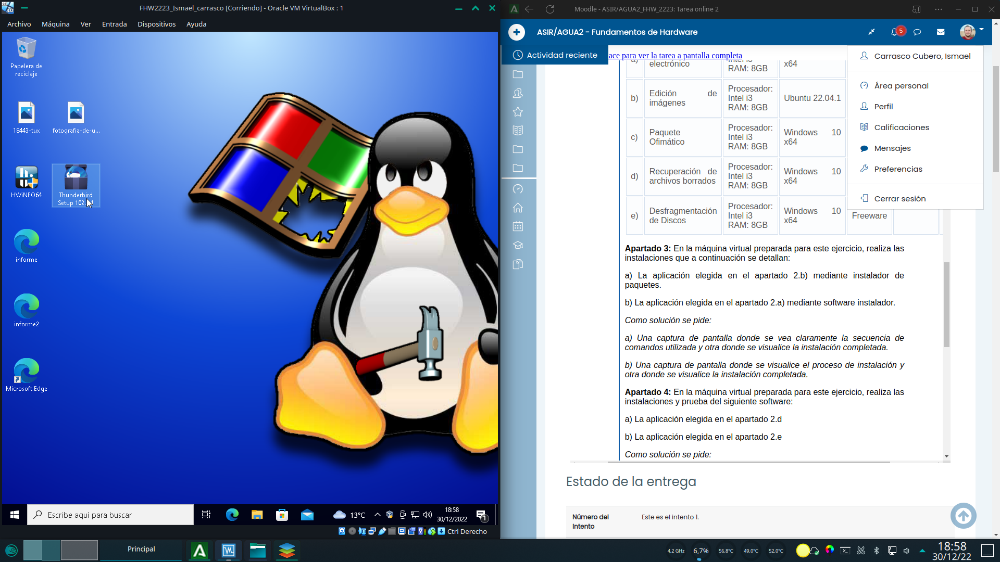 FHW2223_Ismael_carrasco [Corriendo] - Oracle VM VirtualBox : 1
Archivo Máquina Ver Entrada Dispositivos Ayuda
Papelera de
reciclaje
18443-tux
fotografia-de-u...
HWiNFO64
Thunderbird
Setup 102.
informe
informe2
Microsoft Edge
Escribe aquí para buscar
13°C
18:58
30/12/2022
1
Ctrl Derecho
Moodle - ASIR/AGUA2_FHW_2223: Tarea online 2
ASIR/AGUA2 - Fundamentos de Hardware
5
Actividad reciente
ace para ver la tarea a pantalla completa
Carrasco Cubero, Ismael
Área personal
Perfil
Calificaciones
Mensajes
Preferencias
Cerrar sesión
a) electrónico Intel i3 RAM: 8GB x64
b) Edición de imágenes Procesador: Intel i3 RAM: 8GB Ubuntu 22.04.1
c) Paquete Ofimático Procesador: Intel i3 RAM: 8GB Windows 10 x64
d) Recuperación de archivos borrados Procesador: Intel i3 RAM: 8GB Windows 10 x64
e) Desfragmentación de Discos Procesador: Intel i3 RAM: 8GB Windows 10 x64 Freeware
Apartado 3: En la máquina virtual preparada para este ejercicio, realiza las
instalaciones que a continuación se detallan:
a) La aplicación elegida en el apartado 2.b) mediante instalador de
paquetes.
b) La aplicación elegida en el apartado 2.a) mediante software instalador.
Como solución se pide:
a) Una captura de pantalla donde se vea claramente la secuencia de
comandos utilizada y otra donde se visualice la instalación completada.
b) Una captura de pantalla donde se visualice el proceso de instalación y
otra donde se visualice la instalación completada.
Apartado 4: En la máquina virtual preparada para este ejercicio, realiza las
instalaciones y prueba del siguiente software:
a) La aplicación elegida en el apartado 2.d
b) La aplicación elegida en el apartado 2.e
Como solución se pide:
Estado de la entrega
Número del
Intento
Este es el intento 1.
Principal
4,2 GHz
6,7%
56,8°C
49,0°C
52,0°C
18:58
30/12/22